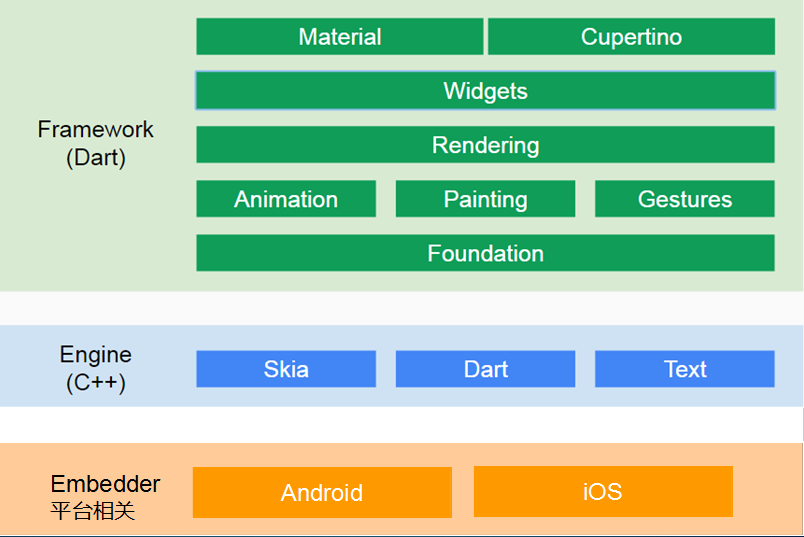 Material
Cupertino
Widgets
Framework
(Dart)
Rendering
Animation
Painting
Gestures
Foundation
Engine
(C++)
Skia
Dart
Text
Embedder
平台相关
Android
iOS